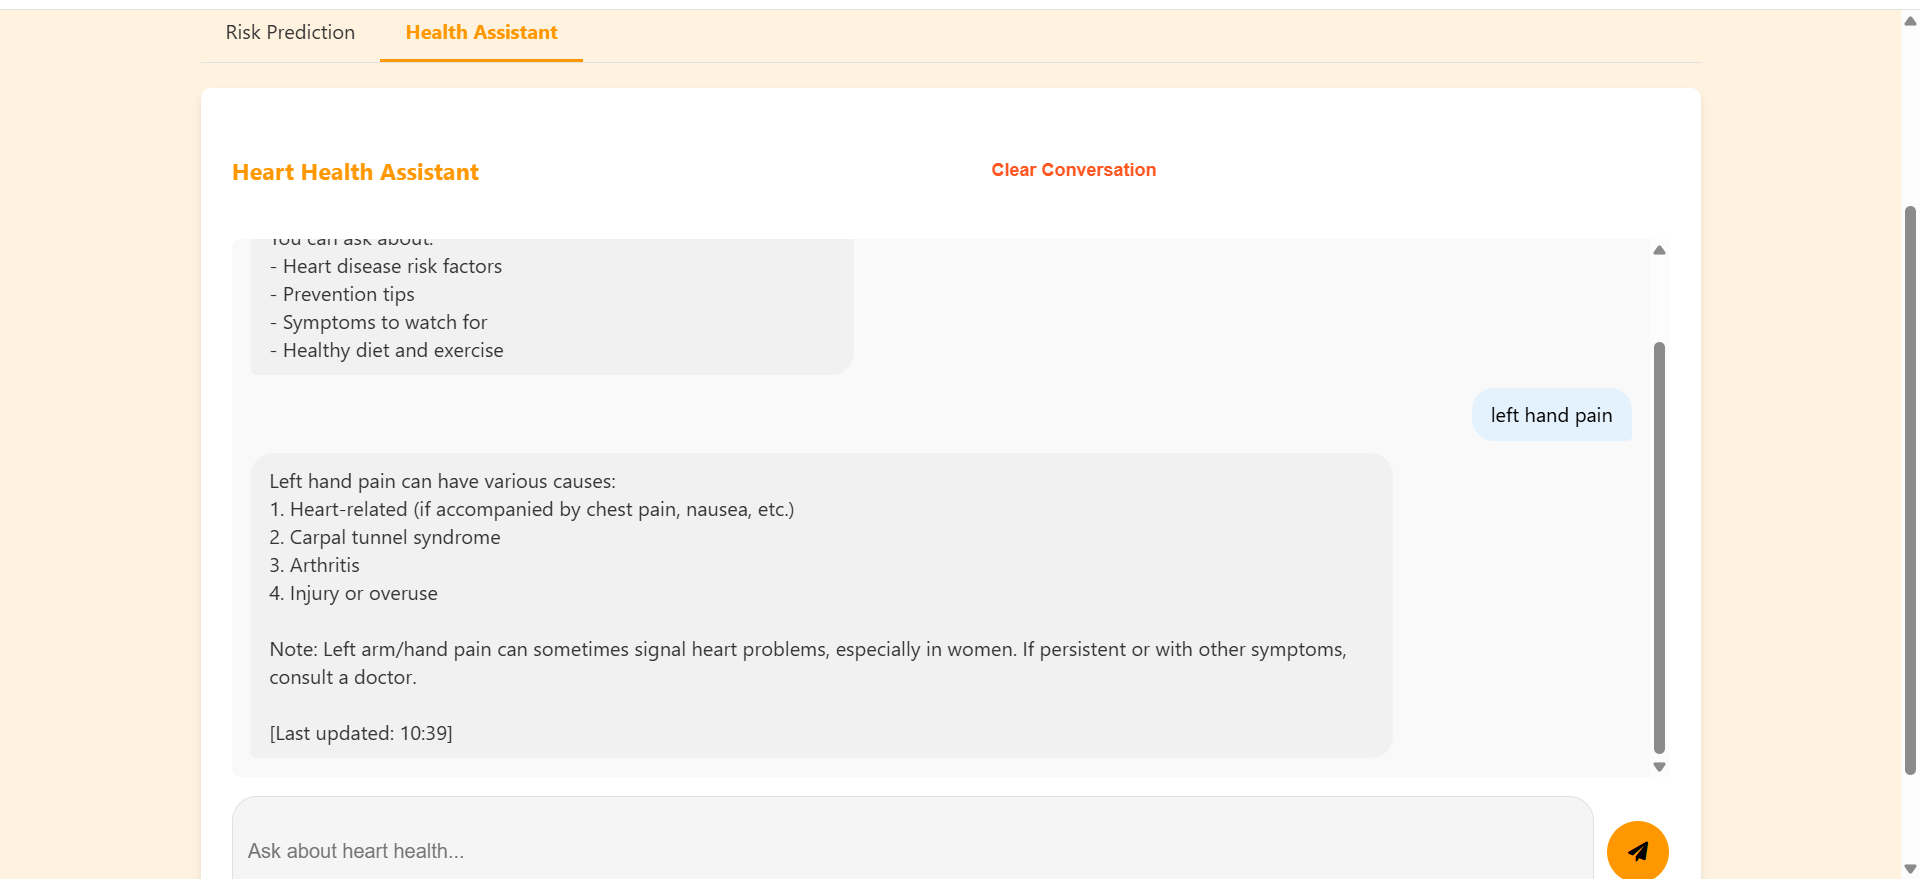 Risk Prediction
Health Assistant
Heart Health Assistant
Clear Conversation
You can ask about:
- Heart disease risk factors
- Prevention tips
- Symptoms to watch for
- Healthy diet and exercise
left hand pain
Left hand pain can have various causes:
1. Heart-related (if accompanied by chest pain, nausea, etc.)
2. Carpal tunnel syndrome
3. Arthritis
4. Injury or overuse
Note: Left arm/hand pain can sometimes signal heart problems, especially in women. If persistent or with other symptoms,
consult a doctor.
[Last updated: 10:39]
Ask about heart health...